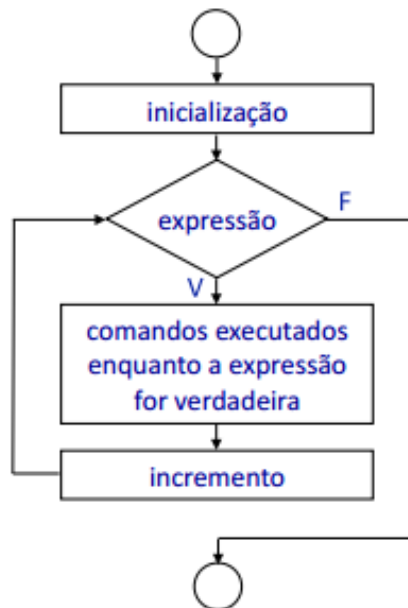 inicialização
expressão
F
V
comandos executados
enquanto a expressão
for verdadeira
incremento